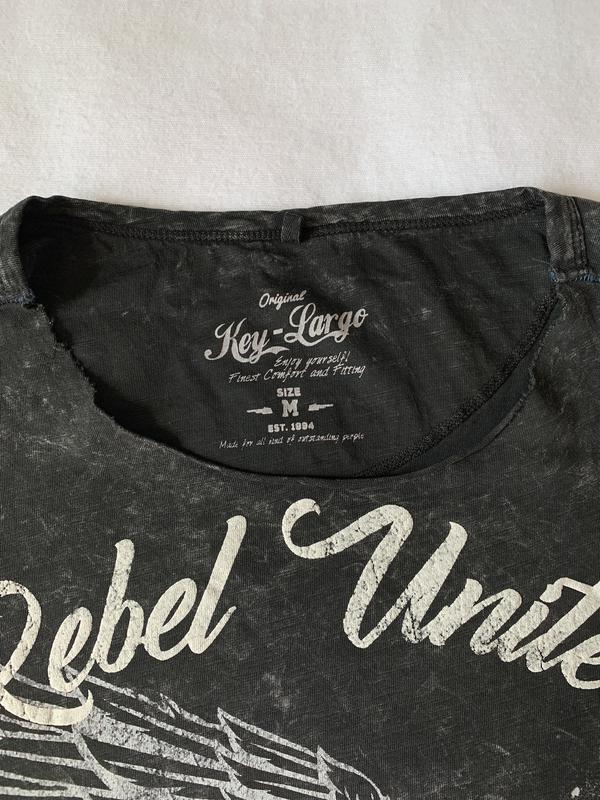 Original
Key-Largo
Enjoy yourself!
Finest Comfort and Fitting
SIZE
M
EST. 1994
Made for all kind of outstanding people
Rebel Unite